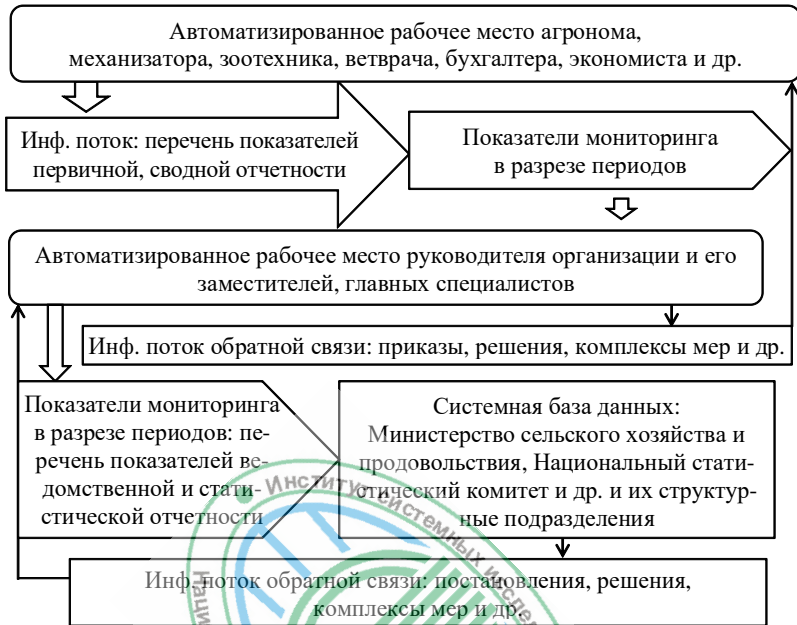 Автоматизированное рабочее место агронома,
механизатора, зоотехника, ветврача, бухгалтера, экономиста и др.
Инф. поток: перечень показателей
первичной, сводной отчетности
Показатели мониторинга
в разрезе периодов
Автоматизированное рабочее место руководителя организации и его
заместителей, главных специалистов
Инф. поток обратной связи: приказы, решения, комплексы мер и др.
Показатели мониторинга
в разрезе периодов: пе-
речень показателей ве-
домственной и стати-
стической отчетности
Системная база данных:
Министерство сельского хозяйства и
продовольствия, Национальный стати-
стический комитет и др. и их структур-
ные подразделения
Инф. поток обратной связи: постановления, решения,
комплексы мер и др.
Институт системных